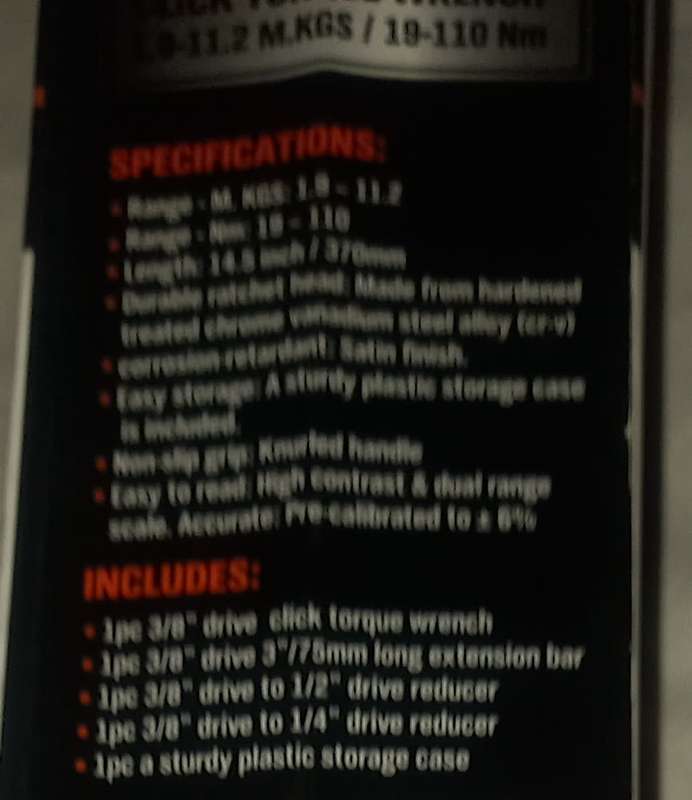 CLICK TORQUE WRENCH
1.9-11.2 M.KGS / 19-110 Nm
SPECIFICATIONS:
• Range - M. KGS: 1.9 - 11.2
• Range - Nm: 19 - 110
• Length: 14.5 inch / 370mm
• Durable ratchet head: Made from hardened
treated chrome vanadium steel alloy (cr-v)
• corrosion retardant: Satin finish.
• Easy storage: A sturdy plastic storage case
is included.
• Non-slip grip: Knurled handle
• Easy to read: High contrast & dual range
scale. Accurate: Pre-calibrated to ± 6%
INCLUDES:
• 1pc 3/8" drive click torque wrench
• 1pc 3/8" drive 3"/75mm long extension bar
• 1pc 3/8" drive to 1/2" drive reducer
• 1pc 3/8" drive to 1/4" drive reducer
• 1pc a sturdy plastic storage case